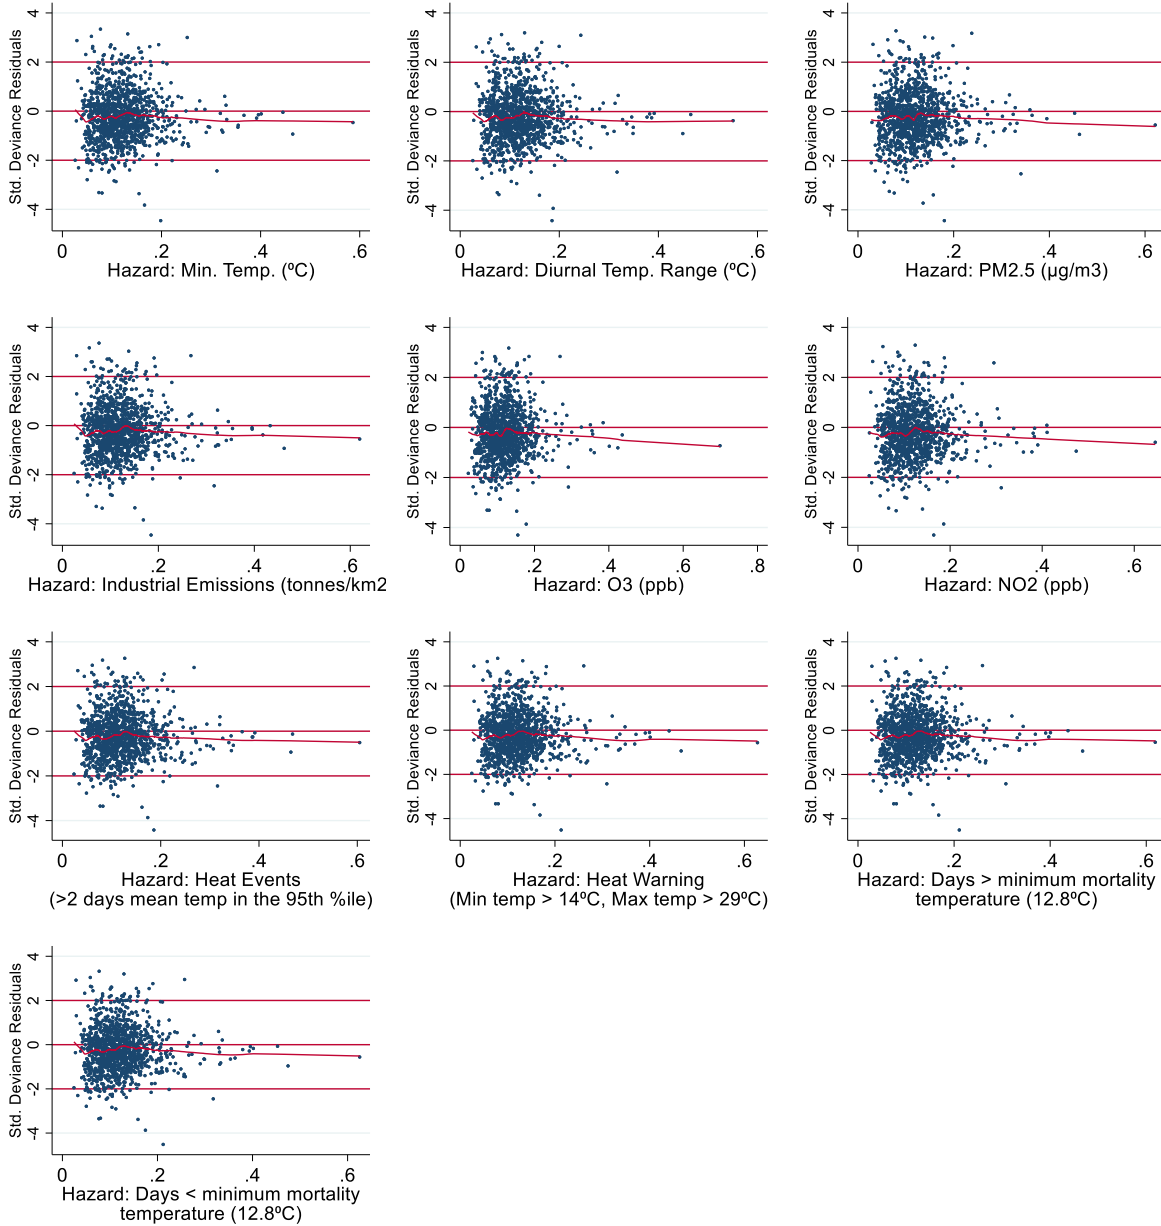 Std. Deviance Residuals
4
2
0
-2
-4
0 .2 .4 .6
Hazard: Min. Temp. (ºC)
Std. Deviance Residuals
4
2
0
-2
-4
0 .2 .4 .6
Hazard: Diurnal Temp. Range (ºC)
Std. Deviance Residuals
4
2
0
-2
-4
0 .2 .4 .6
Hazard: PM2.5 (µg/m3)
Std. Deviance Residuals
4
2
0
-2
-4
0 .2 .4 .6
Hazard: Industrial Emissions (tonnes/km2
Std. Deviance Residuals
4
2
0
-2
-4
0 .2 .4 .6 .8
Hazard: O3 (ppb)
Std. Deviance Residuals
4
2
0
-2
-4
0 .2 .4 .6
Hazard: NO2 (ppb)
Std. Deviance Residuals
4
2
0
-2
-4
0 .2 .4 .6
Hazard: Heat Events
(>2 days mean temp in the 95th %ile)
Std. Deviance Residuals
4
2
0
-2
-4
0 .2 .4 .6
Hazard: Heat Warning
(Min temp > 14ºC, Max temp > 29ºC)
Std. Deviance Residuals
4
2
0
-2
-4
0 .2 .4 .6
Hazard: Days > minimum mortality
temperature (12.8ºC)
Std. Deviance Residuals
4
2
0
-2
-4
0 .2 .4 .6
Hazard: Days < minimum mortality
temperature (12.8ºC)